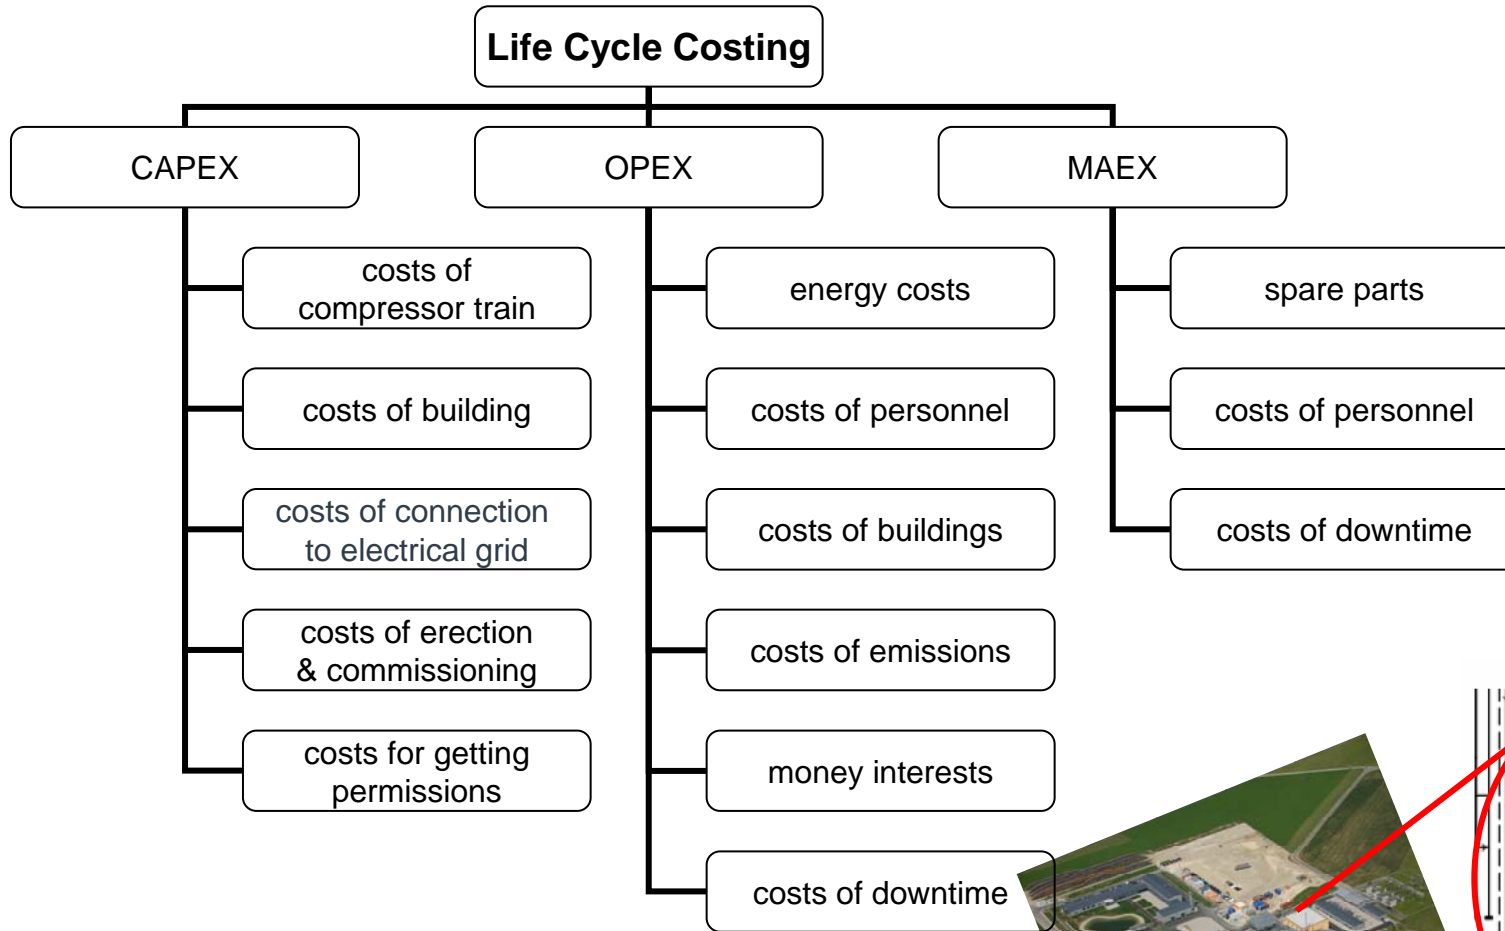 Life Cycle Costing
CAPEX
OPEX
MAEX
costs of
compressor train
costs of building
costs of connection
to electrical grid
costs of erection
& commissioning
costs for getting
permissions
energy costs
costs of personnel
costs of buildings
costs of emissions
money interests
costs of downtime
spare parts
costs of personnel
costs of downtime